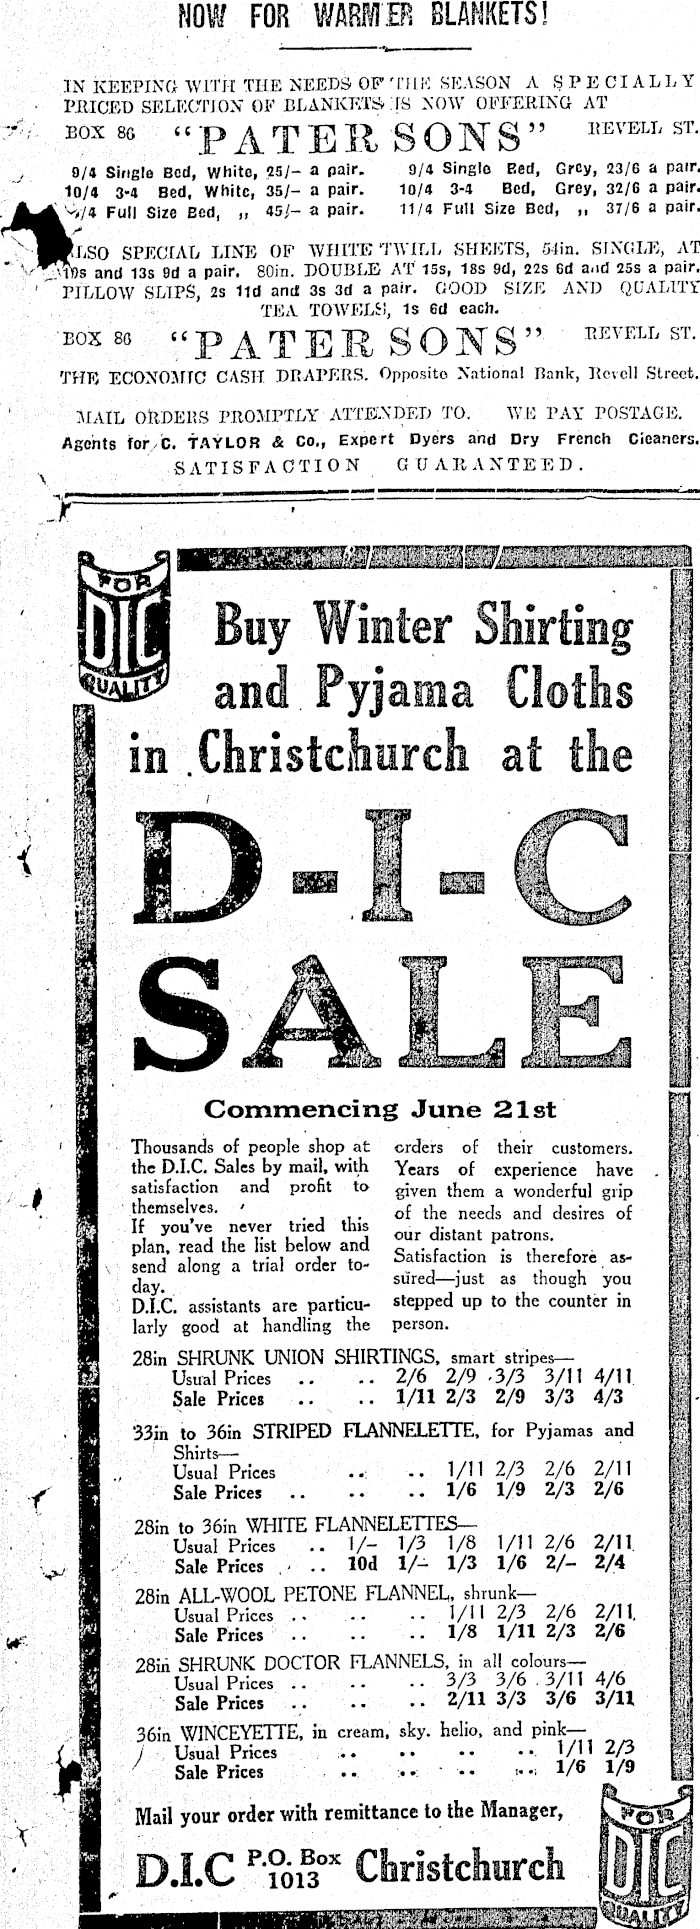 NOW FOR WARMER BLANKETS!
IN KEEPING WITH THE NEEDS OF THE SEASON A SPECIALLY
PRICED SELECTION OF BLANKETS IS NOW OFFERING AT
BOX 86 “PATERSONS” REVELL ST.
9/4 Single Bed, White, 25/- a pair. 9/4 Single Bed, Grey, 23/6 a pair.
10/4 3-4 Bed, White, 35/- a pair. 10/4 3-4 Bed, Grey, 32/6 a pair.
/4 Full Size Bed, „ 45/- a pair. 11/4 Full Size Bed, „ 37/6 a pair.
ALSO SPECIAL LINE OF WHITE TWILL SHEETS, 54in. SINGLE, AT
10s and 13s 9d a pair. 80in. DOUBLE AT 15s, 18s 9d, 22s 6d and 25s a pair.
PILLOW SLIPS, 2s 11d and 3s 3d a pair. GOOD SIZE AND QUALITY
TEA TOWELS, 1s 6d each.
BOX 86 “PATERSONS” REVELL ST.
THE ECONOMIC CASH DRAPERS. Opposite National Bank, Revell Street.
MAIL ORDERS PROMPTLY ATTENDED TO. WE PAY POSTAGE.
Agents for C. TAYLOR & Co., Expert Dyers and Dry French Cleaners.
SATISFACTION GUARANTEED.
FOR
DIC
QUALITY
Buy Winter Shirting
and Pyjama Cloths
in Christchurch at the
D-I-C
SALE
Commencing June 21st
Thousands of people shop at
the D.I.C. Sales by mail, with
satisfaction and profit to
themselves.
If you've never tried this
plan, read the list below and
send along a trial order to-
day.
D.I.C. assistants are particu-
larly good at handling the
orders of their customers.
Years of experience have
given them a wonderful grip
of the needs and desires of
our distant patrons.
Satisfaction is therefore as-
sured—just as though you
stepped up to the counter in
person.
28in SHRUNK UNION SHIRTINGS, smart stripes—
Usual Prices .. .. 2/6 2/9 3/3 3/11 4/11
Sale Prices .. .. 1/11 2/3 2/9 3/3 4/3
33in to 36in STRIPED FLANNELETTE, for Pyjamas and
Shirts—
Usual Prices .. .. 1/11 2/3 2/6 2/11
Sale Prices .. .. .. 1/6 1/9 2/3 2/6
28in to 36in WHITE FLANNELETTES—
Usual Prices .. 1/- 1/3 1/8 1/11 2/6 2/11
Sale Prices .. 10d 1/- 1/3 1/6 2/- 2/4
28in ALL-WOOL PETONE FLANNEL, shrunk—
Usual Prices .. .. .. 1/11 2/3 2/6 2/11
Sale Prices .. .. .. 1/8 1/11 2/3 2/6
28in SHRUNK DOCTOR FLANNELS, in all colours—
Usual Prices .. .. .. 3/3 3/6 3/11 4/6
Sale Prices .. .. .. 2/11 3/3 3/6 3/11
36in WINCEYETTE, in cream, sky. helio, and pink—
Usual Prices .. .. .. .. 1/11 2/3
Sale Prices .. .. .. .. 1/6 1/9
Mail your order with remittance to the Manager,
D.I.C P.O. Box 1013 Christchurch
FOR
DIC
QUALITY